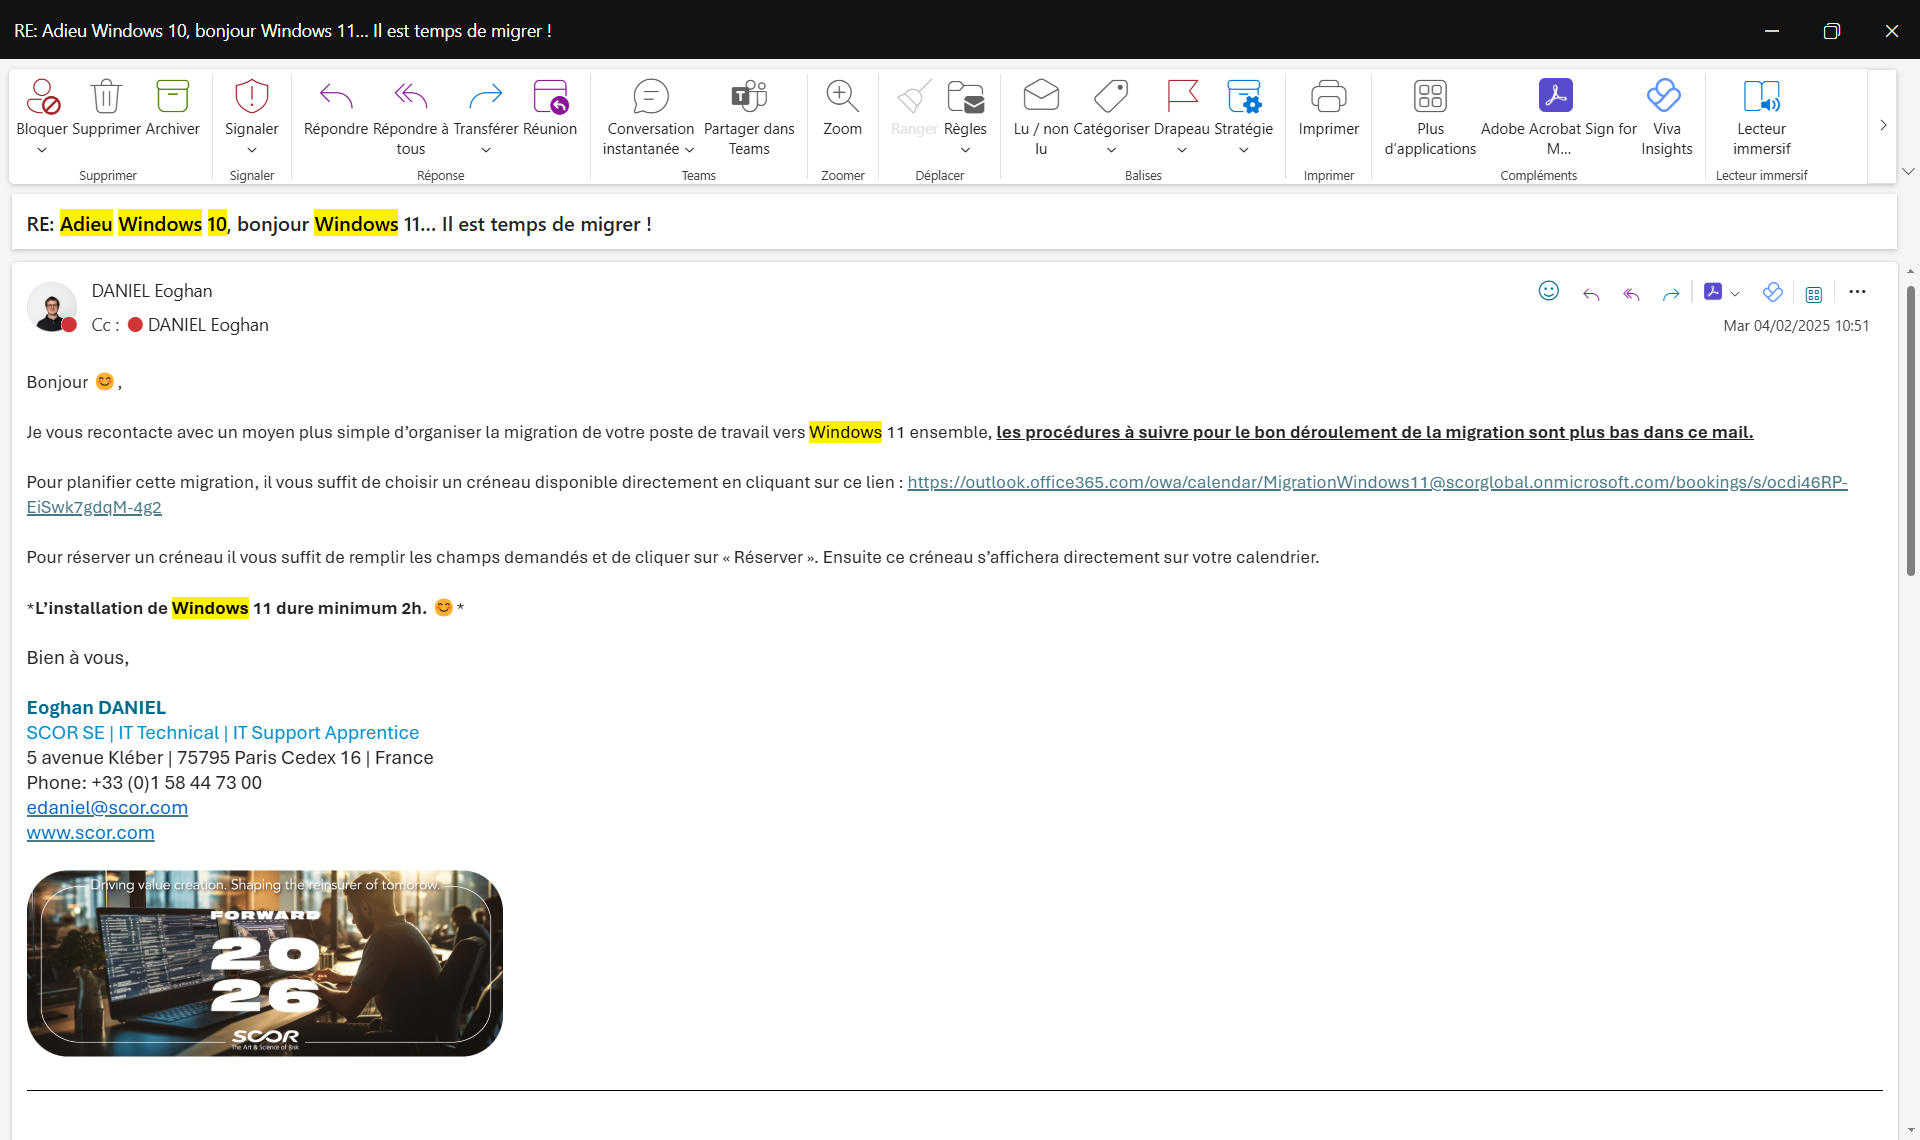 RE: Adieu Windows 10, bonjour Windows 11... Il est temps de migrer !
Bloquer
Supprimer
Archiver
Supprimer
Signaler
Signaler
Répondre
Répondre à tous
Transférer
Réunion
Réponse
Conversation instantanée
Partager dans Teams
Teams
Zoom
Zoomer
Ranger
Règles
Déplacer
Lu / non lu
Catégoriser
Drapeau
Stratégie
Balises
Imprimer
Imprimer
Plus d'applications
Adobe Acrobat Sign for M...
Viva Insights
Compléments
Lecteur immersif
Lecteur immersif
RE: Adieu Windows 10, bonjour Windows 11... Il est temps de migrer !
DANIEL Eoghan
Cc : DANIEL Eoghan
Mar 04/02/2025 10:51
Bonjour 😊 ,
Je vous recontacte avec un moyen plus simple d'organiser la migration de votre poste de travail vers Windows 11 ensemble, les procédures à suivre pour le bon déroulement de la migration sont plus bas dans ce mail.
Pour planifier cette migration, il vous suffit de choisir un créneau disponible directement en cliquant sur ce lien : https://outlook.office365.com/owa/calendar/MigrationWindows11@scorglobal.onmicrosoft.com/bookings/s/ocdi46RP-
EiSwk7gdqM-4g2
Pour réserver un créneau il vous suffit de remplir les champs demandés et de cliquer sur « Réserver ». Ensuite ce créneau s'affichera directement sur votre calendrier.
*L'installation de Windows 11 dure minimum 2h. 😊 *
Bien à vous,
Eoghan DANIEL
SCOR SE | IT Technical | IT Support Apprentice
5 avenue Kléber | 75795 Paris Cedex 16 | France
Phone: +33 (0)1 58 44 73 00
edaniel@scor.com
www.scor.com
Driving value creation. Shaping the reinsurer of tomorow.
FORWARD
20
26
SCOR
The Art & Science of Risk